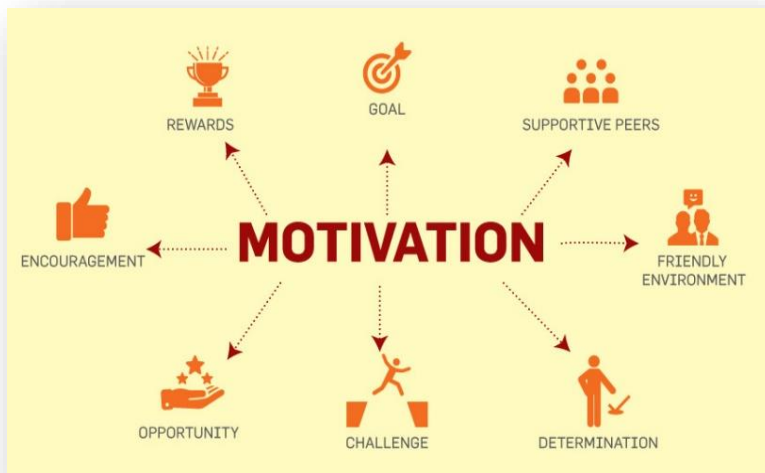 REWARDS
GOAL
SUPPORTIVE PEERS
ENCOURAGEMENT
MOTIVATION
FRIENDLY
ENVIRONMENT
OPPORTUNITY
CHALLENGE
DETERMINATION